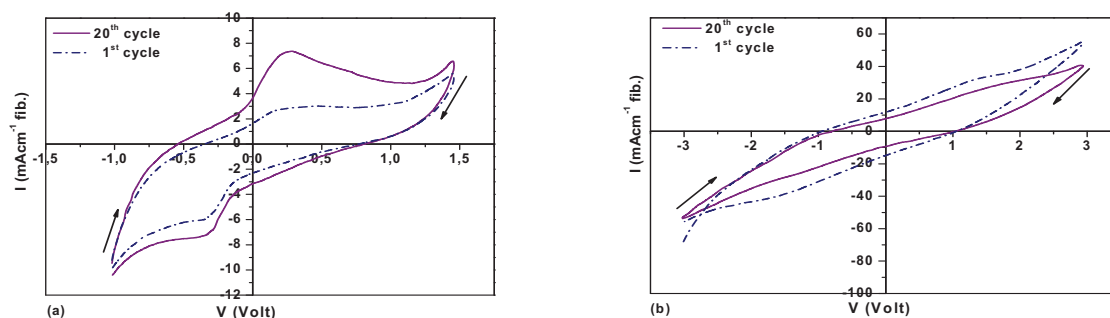 20th cycle
1st cycle
I (mAcm-1 fib.)
10
8
6
4
2
0
-2
-4
-6
-8
-10
-12
-1,5 -1,0 -0,5 0,0 0,5 1,0 1,5
(a)
V (Volt)
20th cycle
1st cycle
I (mAcm-1 fib.)
60
40
20
0
-20
-40
-60
-80
-100
-3 -2 -1 0 1 2 3
(b)
V (Volt)